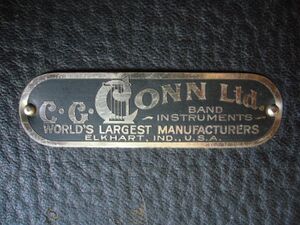 C.G. CONN Ltd.
BAND
INSTRUMENTS
WORLD'S LARGEST MANUFACTURERS
ELKHART, IND., U.S.A.